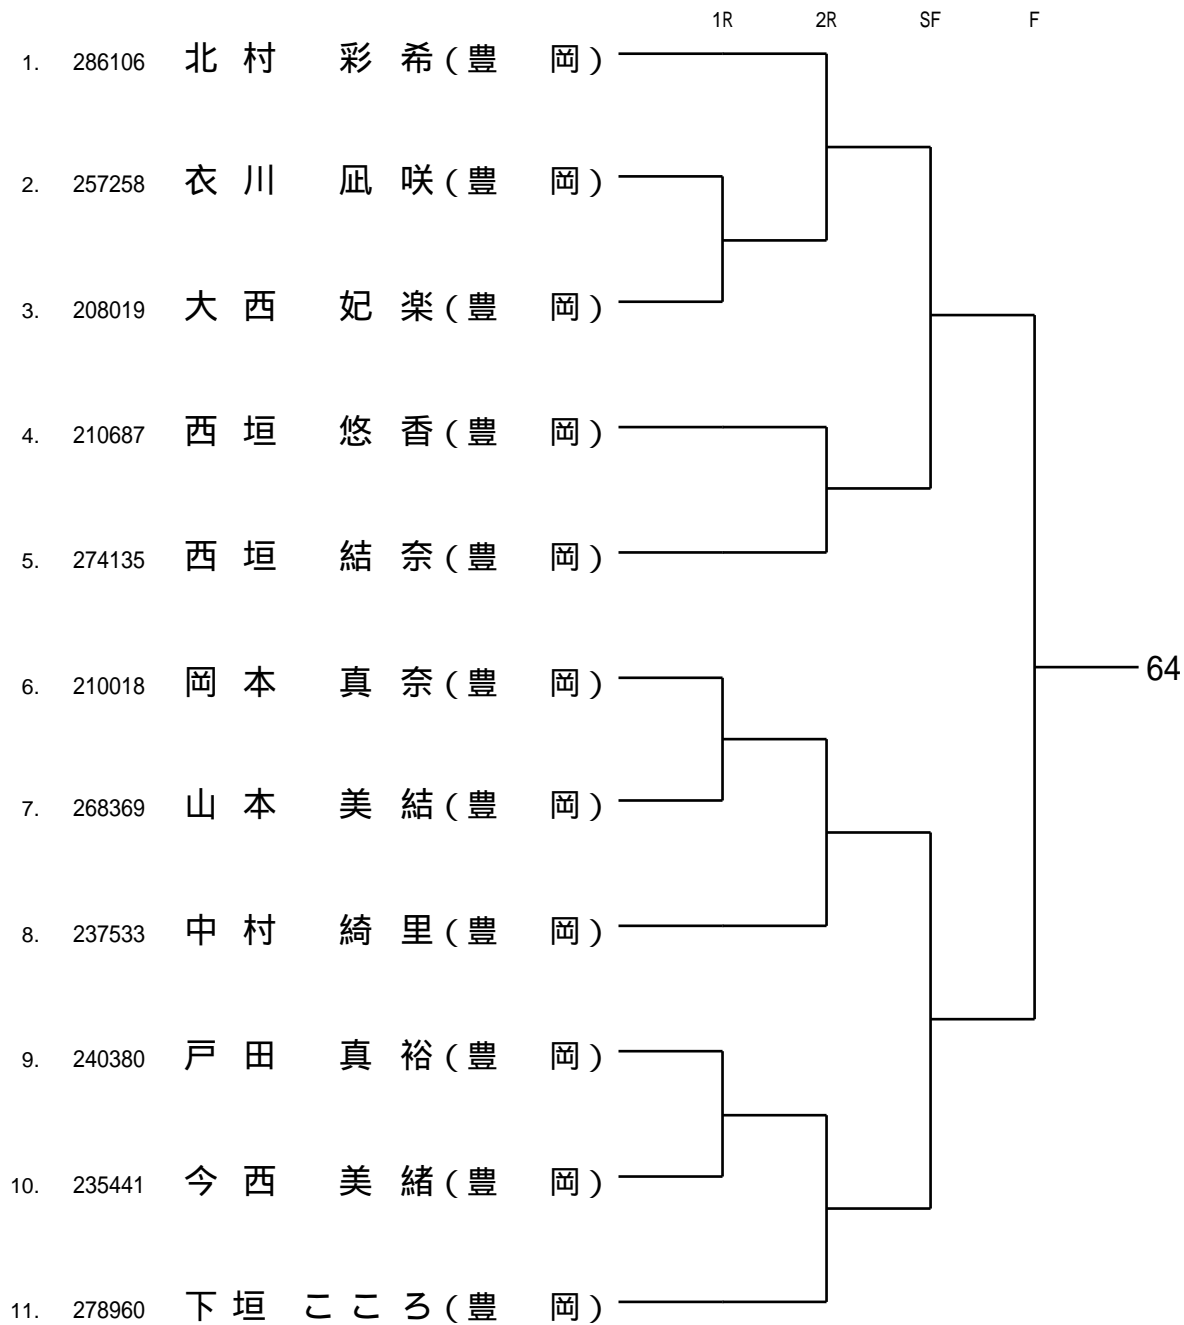 1R 2R SF F
1. 286106 北村 彩希(豊 岡)
2. 257258 衣川 凪咲(豊 岡)
3. 208019 大西 妃楽(豊 岡)
4. 210687 西垣 悠香(豊 岡)
5. 274135 西垣 結奈(豊 岡)
6. 210018 岡本 真奈(豊 岡)
64
7. 268369 山本 美結(豊 岡)
8. 237533 中村 綺里(豊 岡)
9. 240380 戸田 真裕(豊 岡)
10. 235441 今西 美緒(豊 岡)
11. 278960 下垣 こころ(豊 岡)